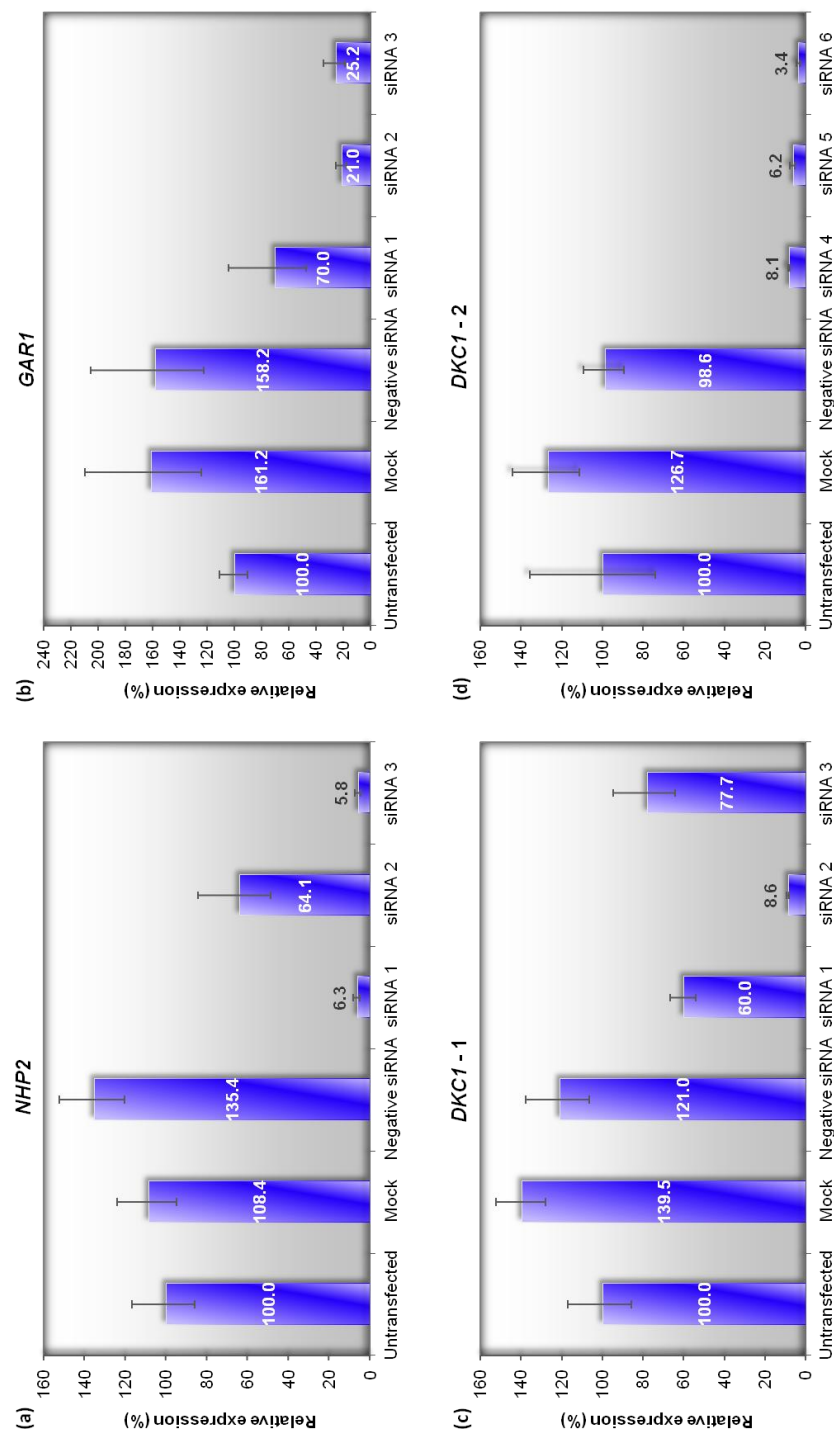 (a)
NHP2
Relative expression (%)
160
140
120
100
80
60
40
20
0
100.0
108.4
135.4
6.3
64.1
5.8
Untransfected
Mock
Negative siRNA
siRNA 1
siRNA 2
siRNA 3
(b)
GAR1
Relative expression (%)
240
220
200
180
160
140
120
100
80
60
40
20
0
100.0
161.2
158.2
70.0
21.0
25.2
Untransfected
Mock
Negative siRNA
siRNA 1
siRNA 2
siRNA 3
(c)
DKC1 - 1
Relative expression (%)
160
140
120
100
80
60
40
20
0
100.0
139.5
121.0
60.0
8.6
77.7
Untransfected
Mock
Negative siRNA
siRNA 1
siRNA 2
siRNA 3
(d)
DKC1 - 2
Relative expression (%)
160
140
120
100
80
60
40
20
0
100.0
126.7
98.6
8.1
6.2
3.4
Untransfected
Mock
Negative siRNA
siRNA 4
siRNA 5
siRNA 6